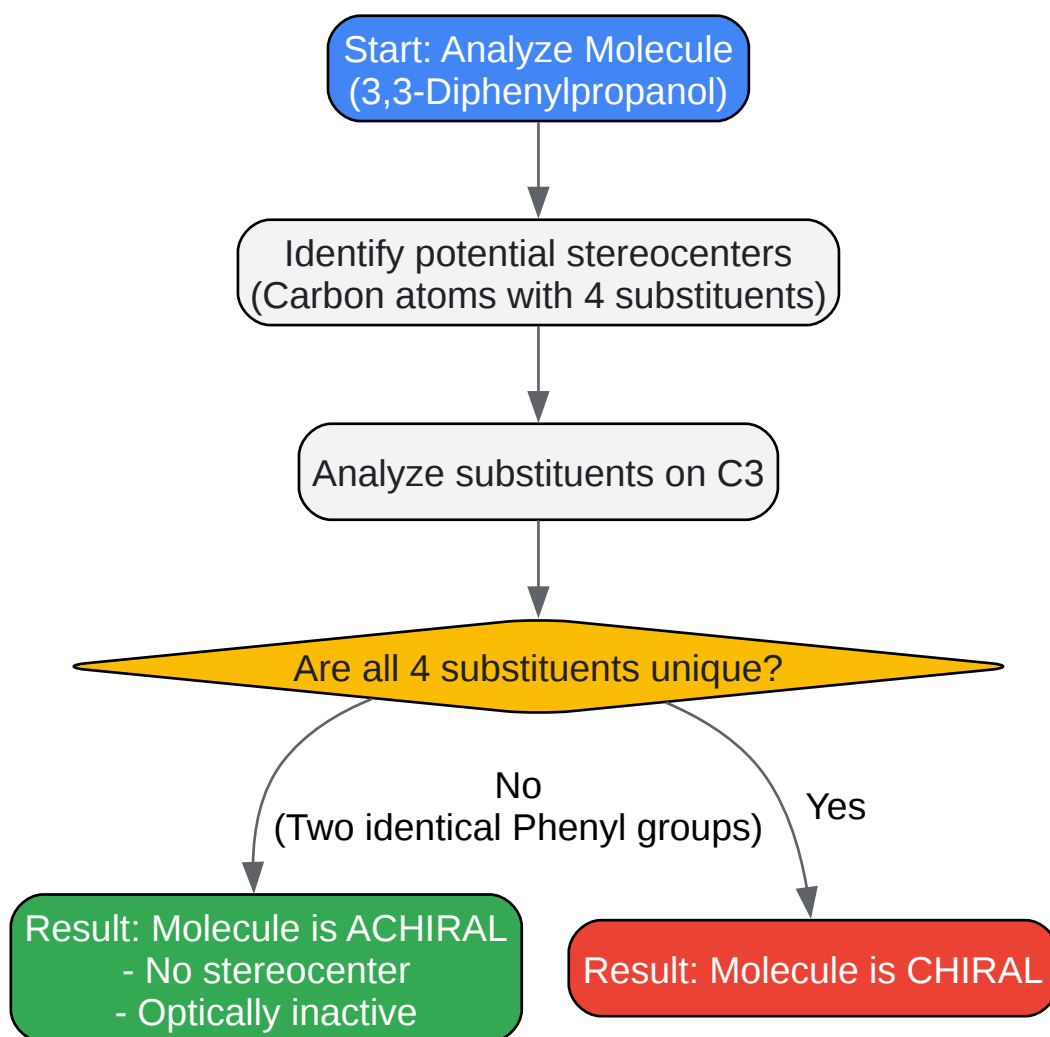 Start: Analyze Molecule
(3,3-Diphenylpropanol)
Identify potential stereocenters
(Carbon atoms with 4 substituents)
Analyze substituents on C3
Are all 4 substituents unique?
No
(Two identical Phenyl groups)
Yes
Result: Molecule is ACHIRAL
- No stereocenter
- Optically inactive
Result: Molecule is CHIRAL